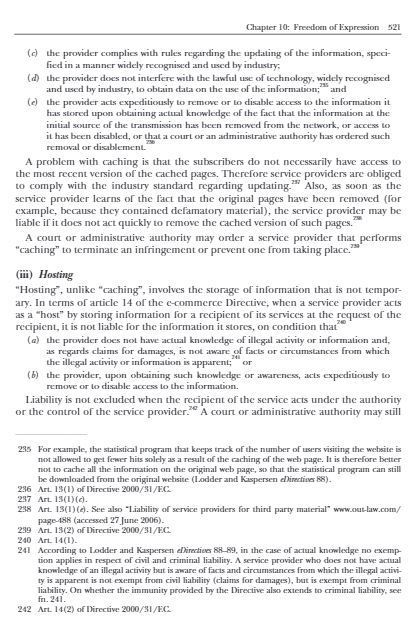 Chapter 10: Freedom of Expression 521
(c) the provider complies with rules regarding the updating of the information, speci-
fied in a manner widely recognised and used by industry;
(d) the provider does not interfere with the lawful use of technology, widely recognised
and used by industry, to obtain data on the use of the information;235 and
(e) the provider acts expeditiously to remove or to disable access to the information it
has stored upon obtaining actual knowledge of the fact that the information at the
initial source of the transmission has been removed from the network, or access to
it has been disabled, or that a court or an administrative authority has ordered such
removal or disablement.236
A problem with caching is that the subscribers do not necessarily have access to
the most recent version of the cached pages. Therefore service providers are obliged
to comply with the industry standard regarding updating.237 Also, as soon as the
service provider learns of the fact that the original pages have been removed (for
example, because they contained defamatory material), the service provider may be
liable if it does not act quickly to remove the cached version of such pages.238
A court or administrative authority may order a service provider that performs
“caching” to terminate an infringement or prevent one from taking place.239
(iii) Hosting
“Hosting”, unlike “caching”, involves the storage of information that is not tempor-
ary. In terms of article 14 of the e-commerce Directive, when a service provider acts
as a “host” by storing information for a recipient of its services at the request of the
recipient, it is not liable for the information it stores, on condition that240
(a) the provider does not have actual knowledge of illegal activity or information and,
as regards claims for damages, is not aware of facts or circumstances from which
the illegal activity or information is apparent;241 or
(b) the provider, upon obtaining such knowledge or awareness, acts expeditiously to
remove or to disable access to the information.
Liability is not excluded when the recipient of the service acts under the authority
or the control of the service provider.242 A court or administrative authority may still
235 For example, the statistical program that keeps track of the number of users visiting the website is
not allowed to get fewer hits solely as a result of the caching of the web page. It is therefore better
not to cache all the information on the original web page, so that the statistical program can still
be downloaded from the original website (Lodder and Kaspersen eDirectives 88).
236 Art. 13(1) of Directive 2000/31/EC.
237 Art. 13(1)(c).
238 Art. 13(1)(e). See also “Liability of service providers for third party material” www.out-law.com/
page-488 (accessed 27 June 2006).
239 Art. 13(2) of Directive 2000/31/EC.
240 Art. 14(1).
241 According to Lodder and Kaspersen eDirectives 88–89, in the case of actual knowledge no exemp-
tion applies in respect of civil and criminal liability. A service provider who does not have actual
knowledge of an illegal activity but is aware of facts and circumstances from which the illegal activi-
ty is apparent is not exempt from civil liability (claims for damages), but is exempt from criminal
liability. On whether the immunity provided by the Directive also extends to criminal liability, see
fn. 241.
242 Art. 14(2) of Directive 2000/31/EC.